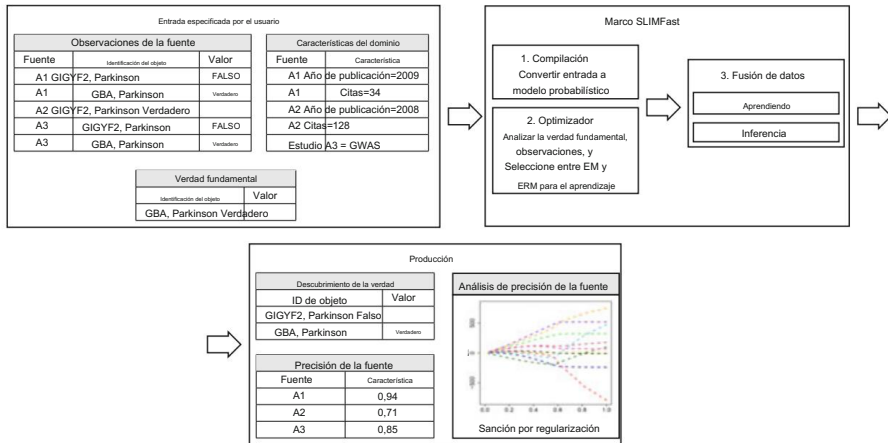 Entrada especificada por el usuario
Observaciones de la fuente
Fuente Identificación del objeto Valor
A1 GIGYF2, Parkinson FALSO
A1 GBA, Parkinson Verdadero
A2 GIGYF2, Parkinson Verdadero
A3 GIGYF2, Parkinson FALSO
A3 GBA, Parkinson Verdadero
Características del dominio
Fuente Característica
A1 Año de publicación=2009
A1 Citas=34
A2 Año de publicación=2008
A2 Citas=128
Estudio A3 = GWAS
Verdad fundamental
Identificación del objeto Valor
GBA, Parkinson Verdadero
Marco SLIMFast
1. Compilación
Convertir entrada a
modelo probabilístico
2. Optimizador
Analizar la verdad fundamental,
observaciones, y
Seleccione entre EM y
ERM para el aprendizaje
3. Fusión de datos
Aprendiendo
Inferencia
Producción
Descubrimiento de la verdad
ID de objeto Valor
GIGYF2, Parkinson Falso
GBA, Parkinson Verdadero
Precisión de la fuente
Fuente Característica
A1 0,94
A2 0,71
A3 0,85
Análisis de precisión de la fuente
500
0
-500
0.0 0.2 0.4 0.6 0.8 1.0
Sanción por regularización